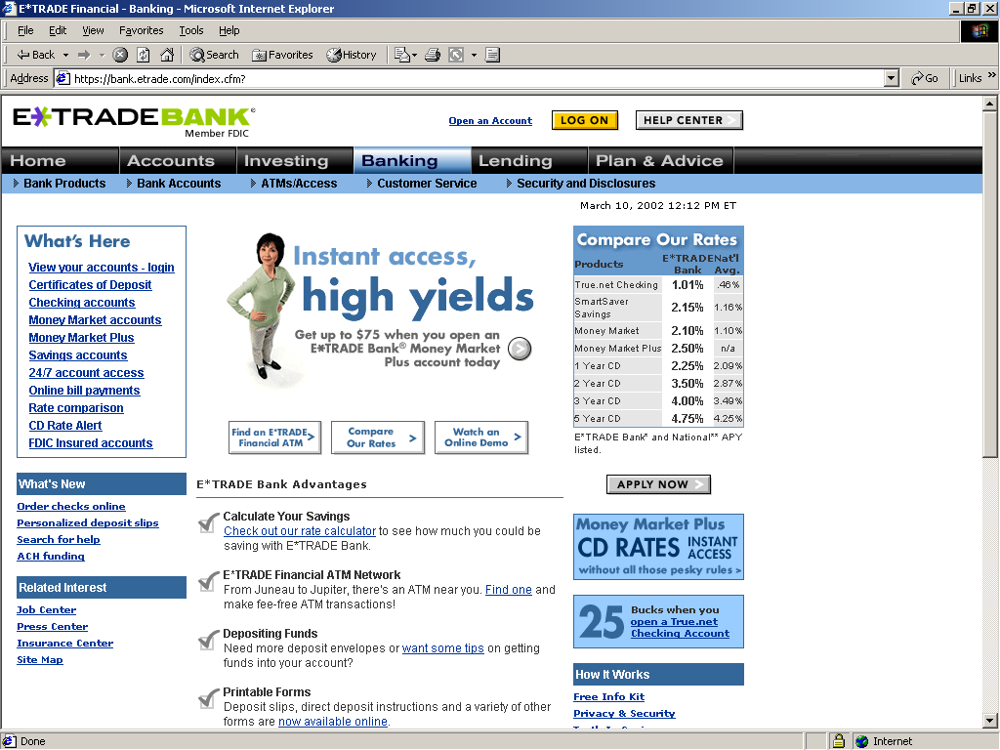 E*TRADE Financial - Banking - Microsoft Internet Explorer
File Edit View Favorites Tools Help
Back Search Favorites History
Address https://bank.etrade.com/index.cfm? Go Links »
E*TRADE BANK®
Member FDIC
Open an Account LOG ON HELP CENTER
Home Accounts Investing Banking Lending Plan & Advice
Bank Products Bank Accounts ATMs/Access Customer Service Security and Disclosures
March 10, 2002 12:12 PM ET
What's Here
View your accounts - login
Certificates of Deposit
Checking accounts
Money Market accounts
Money Market Plus
Savings accounts
24/7 account access
Online bill payments
Rate comparison
CD Rate Alert
FDIC Insured accounts
What's New
Order checks online
Personalized deposit slips
Search for help
ACH funding
Related Interest
Job Center
Press Center
Insurance Center
Site Map
Instant access,
high yields
Get up to $75 when you open an
E*TRADE Bank® Money Market
Plus account today
Find an E*TRADE
Financial ATM >
Compare
Our Rates >
Watch an
Online Demo >
E*TRADE Bank Advantages
Calculate Your Savings
Check out our rate calculator to see how much you could be
saving with E*TRADE Bank.
E*TRADE Financial ATM Network
From Juneau to Jupiter, there's an ATM near you. Find one and
make fee-free ATM transactions!
Depositing Funds
Need more deposit envelopes or want some tips on getting
funds into your account?
Printable Forms
Deposit slips, direct deposit instructions and a variety of other
forms are now available online.
Compare Our Rates
Products E*TRADE Bank Nat'l Avg.
True.net Checking 1.01% .46%
SmartSaver Savings 2.15% 1.16%
Money Market 2.10% 1.10%
Money Market Plus 2.50% n/a
1 Year CD 2.25% 2.09%
2 Year CD 3.50% 2.87%
3 Year CD 4.00% 3.49%
5 Year CD 4.75% 4.25%
E*TRADE Bank* and National** APY
listed.
APPLY NOW
Money Market Plus
CD RATES INSTANT ACCESS
without all those pesky rules >
25 Bucks when you
open a True.net
Checking Account
How It Works
Free Info Kit
Privacy & Security
Done Internet